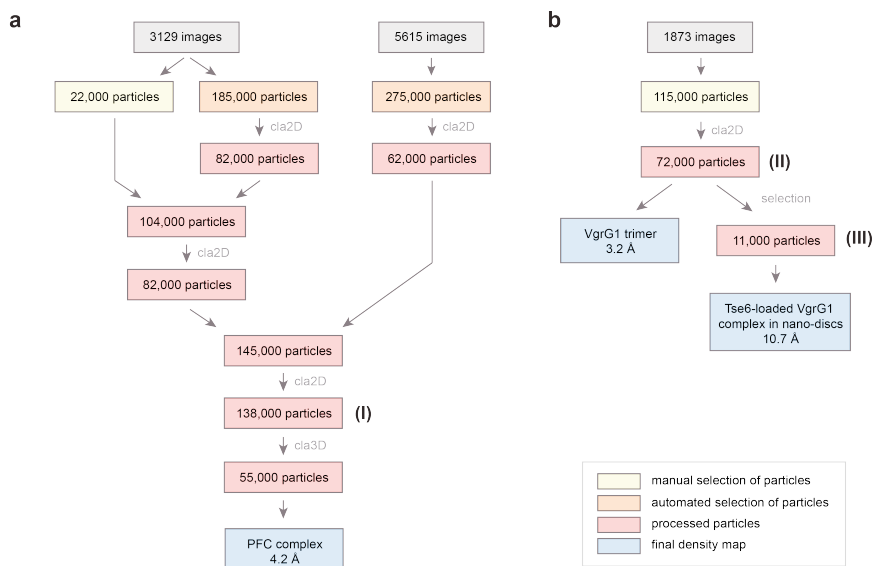 a
3129 images
5615 images
22,000 particles
185,000 particles
275,000 particles
cla2D
cla2D
82,000 particles
62,000 particles
104,000 particles
cla2D
82,000 particles
145,000 particles
cla2D
138,000 particles
(I)
cla3D
55,000 particles
PFC complex
4.2 Å
b
1873 images
115,000 particles
cla2D
72,000 particles
(II)
selection
VgrG1 trimer
3.2 Å
11,000 particles
(III)
Tse6-loaded VgrG1
complex in nano-discs
10.7 Å
manual selection of particles
automated selection of particles
processed particles
final density map